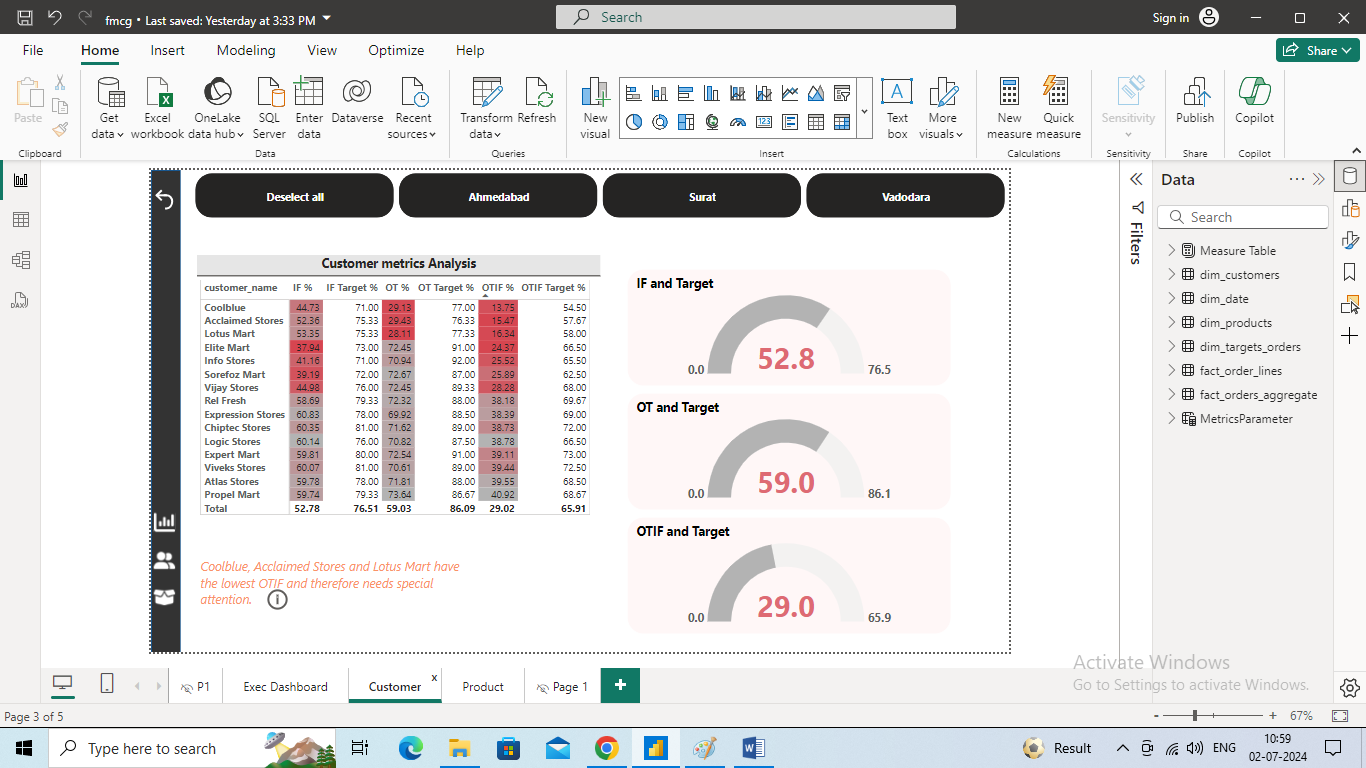 fmcg • Last saved: Yesterday at 3:33 PM
Search
Sign in
File Home Insert Modeling View Optimize Help
Share
Paste
Get data
Excel workbook
OneLake data hub
SQL Server
Enter data
Dataverse
Recent sources
Transform data
Refresh
New visual
Text box
More visuals
New measure
Quick measure
Sensitivity
Publish
Copilot
Clipboard
Data
Queries
Insert
Calculations
Sensitivity
Share
Copilot
Deselect all
Ahmedabad
Surat
Vadodara
Customer metrics Analysis
customer_name IF % IF Target % OT % OT Target % OTIF % OTIF Target %
Coolblue 44.73 71.00 29.13 77.00 13.75 54.50
Acclaimed Stores 52.36 75.33 29.43 76.33 15.47 57.67
Lotus Mart 53.35 75.33 28.11 77.33 16.34 58.00
Elite Mart 37.94 73.00 72.45 91.00 24.37 66.50
Info Stores 41.16 71.00 70.94 92.00 25.52 65.50
Sorefoz Mart 39.19 72.00 72.67 87.00 25.89 62.50
Vijay Stores 44.98 76.00 72.45 89.33 28.28 68.00
Rel Fresh 58.69 79.33 72.32 88.00 38.18 69.67
Expression Stores 60.83 78.00 69.92 88.50 38.39 69.00
Chiptec Stores 60.35 81.00 71.62 89.00 38.73 72.00
Logic Stores 60.14 76.00 70.82 87.50 38.78 66.50
Expert Mart 59.81 80.00 72.54 91.00 39.11 73.00
Viveks Stores 60.07 81.00 70.61 89.00 39.44 72.50
Atlas Stores 59.78 78.00 71.81 88.00 39.55 68.50
Propel Mart 59.74 79.33 73.64 86.67 40.92 68.67
Total 52.78 76.51 59.03 86.09 29.02 65.91
Coolblue, Acclaimed Stores and Lotus Mart have
the lowest OTIF and therefore needs special
attention.
IF and Target
52.8
0.0 76.5
OT and Target
59.0
0.0 86.1
OTIF and Target
29.0
0.0 65.9
Filters
Data
Search
Measure Table
dim_customers
dim_date
dim_products
dim_targets_orders
fact_order_lines
fact_orders_aggregate
MetricsParameter
Activate Windows
Go to Settings to activate Windows.
P1 Exec Dashboard Customer x Product Page 1 +
Page 3 of 5
- + 67%
Type here to search
Result
ENG
10:59
02-07-2024